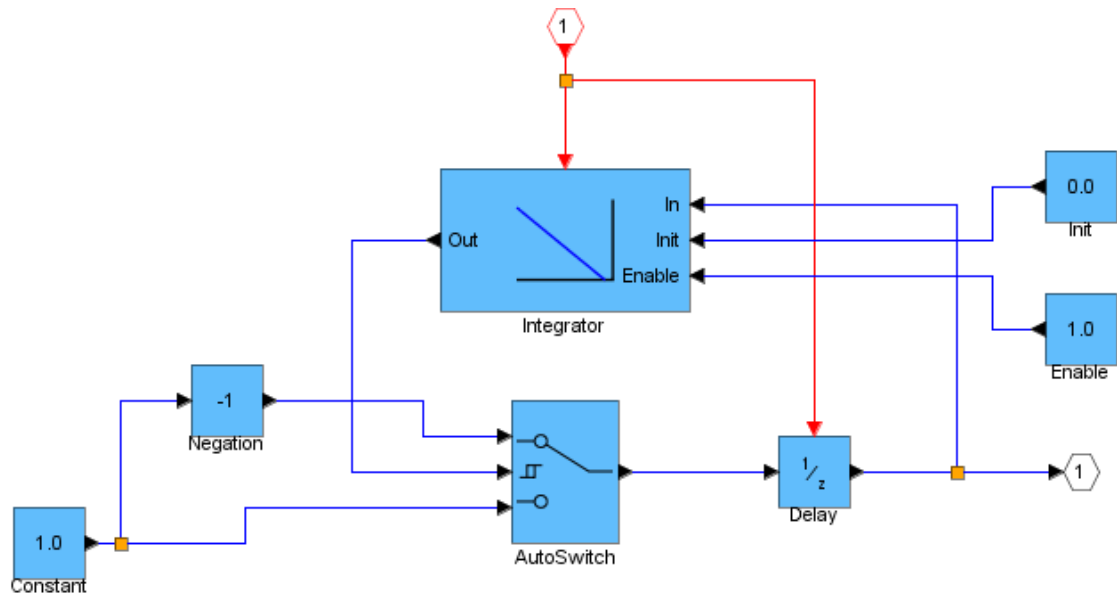 1
In
Out
Init
Enable
Integrator
0.0
Init
1.0
Enable
-1
Negation
1/z
Delay
1
AutoSwitch
1.0
Constant